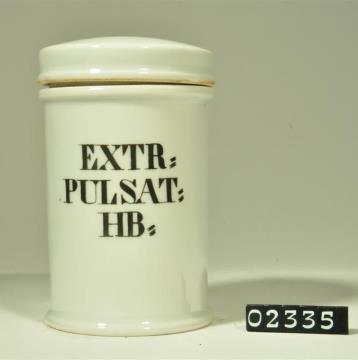 EXTR:
PULSAT:
HB:
02335